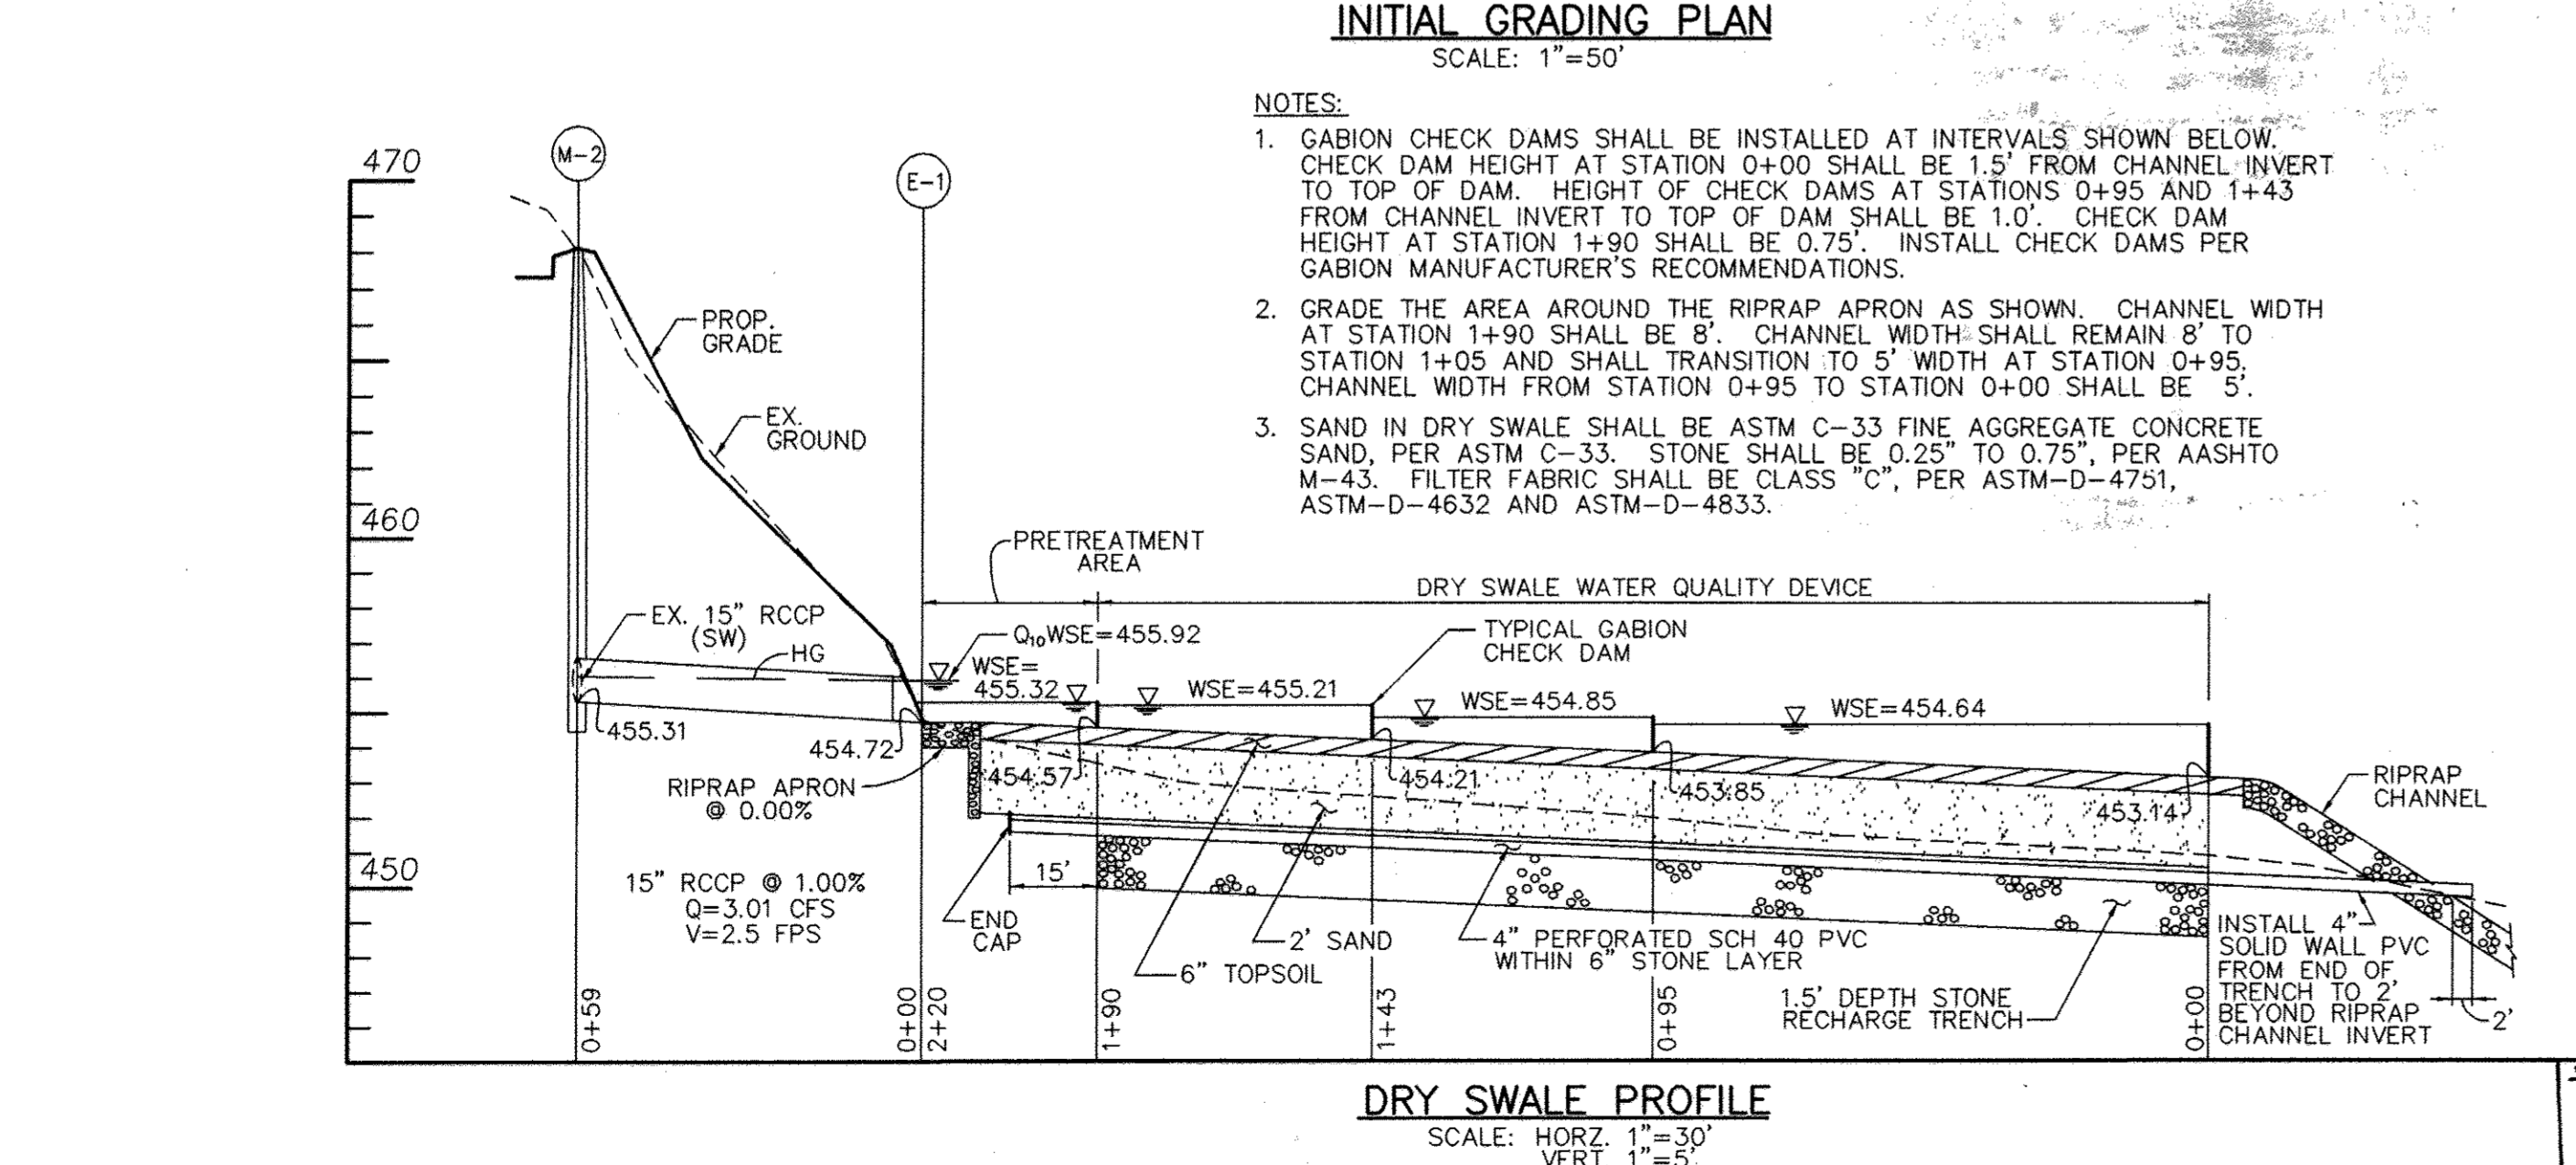 INITIAL GRADING PLAN
SCALE: 1"=50'
NOTES:
1. GABION CHECK DAMS SHALL BE INSTALLED AT INTERVALS SHOWN BELOW.
CHECK DAM HEIGHT AT STATION 0+00 SHALL BE 1.5' FROM CHANNEL INVERT
TO TOP OF DAM. HEIGHT OF CHECK DAMS AT STATIONS 0+95 AND 1+43
FROM CHANNEL INVERT TO TOP OF DAM SHALL BE 1.0'. CHECK DAM
HEIGHT AT STATION 1+90 SHALL BE 0.75'. INSTALL CHECK DAMS PER
GABION MANUFACTURER'S RECOMMENDATIONS.
2. GRADE THE AREA AROUND THE RIPRAP APRON AS SHOWN. CHANNEL WIDTH
AT STATION 1+90 SHALL BE 8'. CHANNEL WIDTH SHALL REMAIN 8' TO
STATION 1+05 AND SHALL TRANSITION TO 5' WIDTH AT STATION 0+95.
CHANNEL WIDTH FROM STATION 0+95 TO STATION 0+00 SHALL BE 5'.
3. SAND IN DRY SWALE SHALL BE ASTM C-33 FINE AGGREGATE CONCRETE
SAND, PER ASTM C-33. STONE SHALL BE 0.25" TO 0.75", PER AASHTO
M-43. FILTER FABRIC SHALL BE CLASS "C", PER ASTM-D-4751,
ASTM-D-4632 AND ASTM-D-4833.
470
460
450
M-2
E-1
PROP.
GRADE
EX.
GROUND
PRETREATMENT
AREA
DRY SWALE WATER QUALITY DEVICE
EX. 15" RCCP
(SW)
HG
Q10 WSE=455.92
WSE=
455.32
WSE=455.21
TYPICAL GABION
CHECK DAM
WSE=454.85
WSE=454.64
455.31
454.72
454.57
454.21
453.85
453.14
RIPRAP APRON
@ 0.00%
RIPRAP
CHANNEL
15" RCCP @ 1.00%
Q=3.01 CFS
V=2.5 FPS
15'
END
CAP
2' SAND
6" TOPSOIL
4" PERFORATED SCH 40 PVC
WITHIN 6" STONE LAYER
1.5' DEPTH STONE
RECHARGE TRENCH
INSTALL 4"
SOLID WALL PVC
FROM END OF
TRENCH TO 2'
BEYOND RIPRAP
CHANNEL INVERT
2'
0+59
0+00
2+20
1+90
1+43
0+95
0+00
DRY SWALE PROFILE
SCALE: HORZ. 1"=30'
VERT. 1"=5'